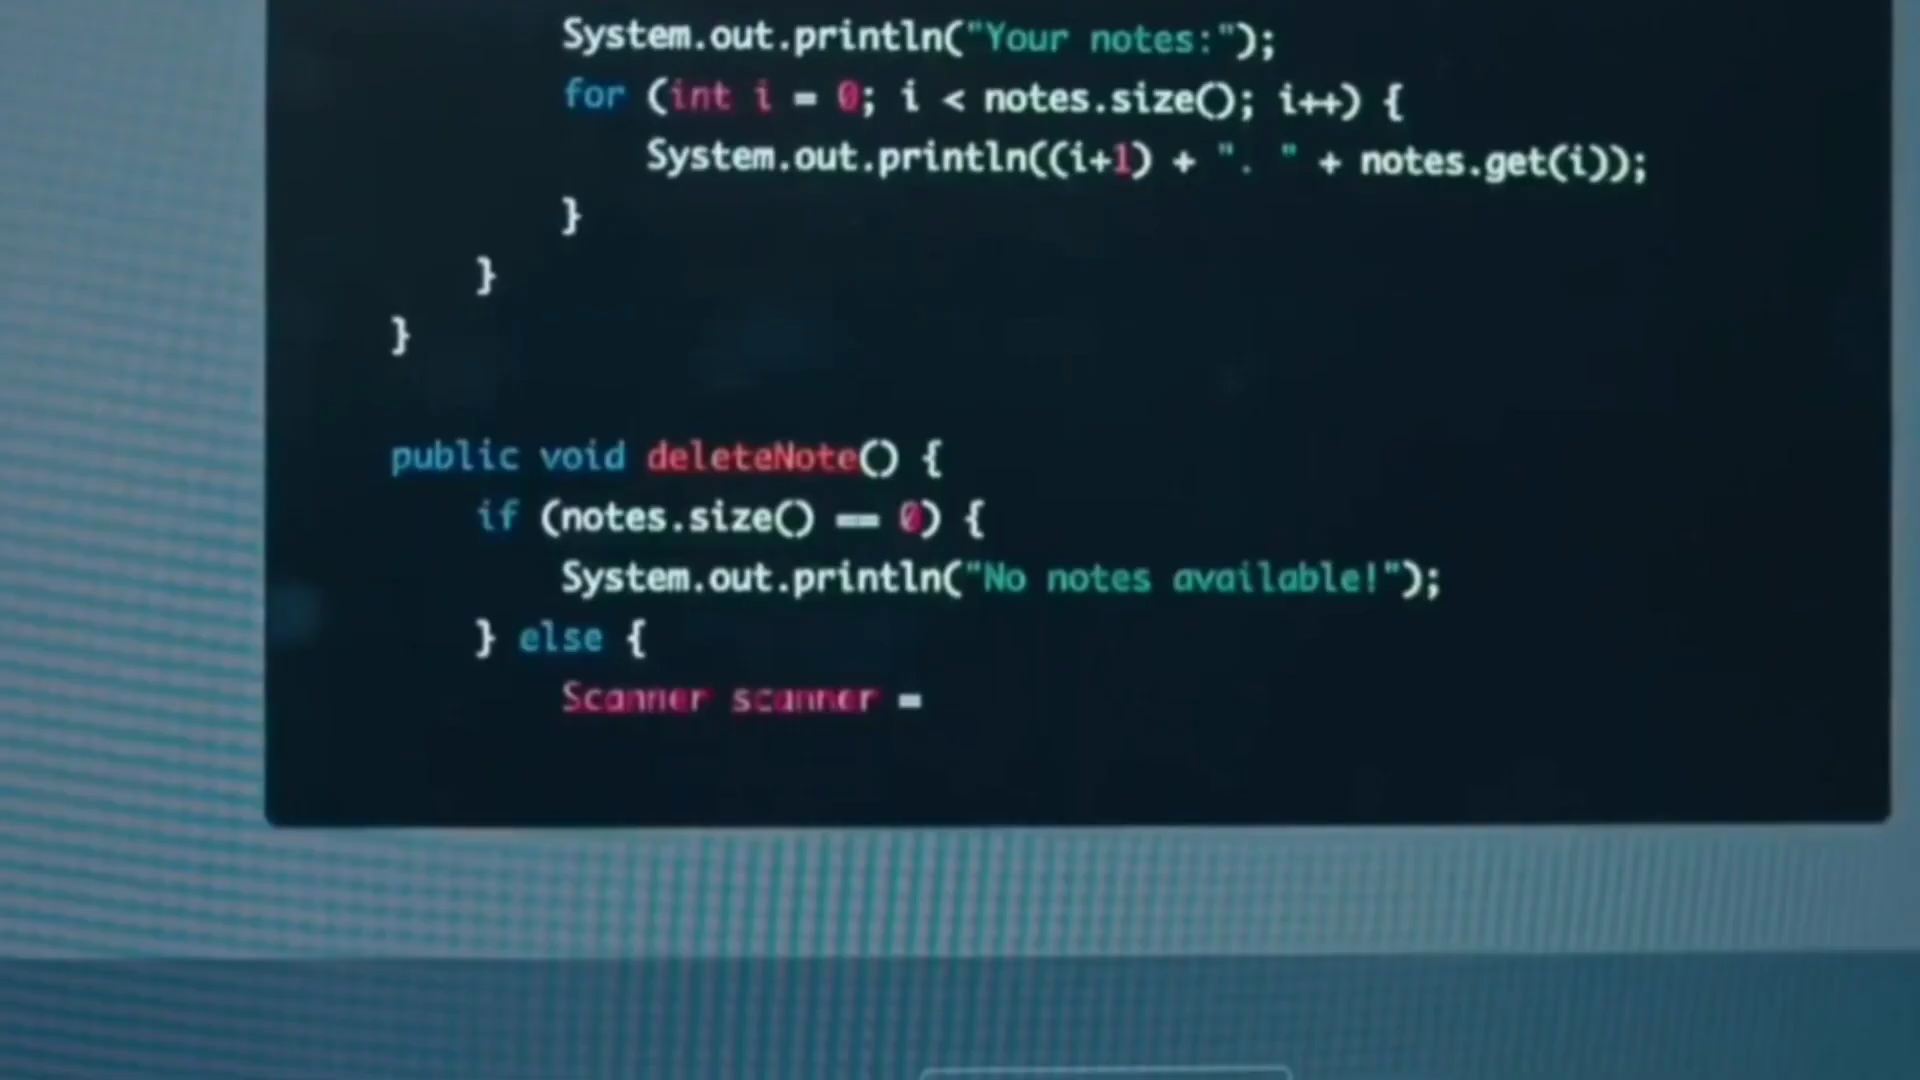 System.out.println("Your notes:");
for (int i = 0; i < notes.size(); i++) {
System.out.println((i+1) + ". " + notes.get(i));
}
}
}
public void deleteNote() {
if (notes.size() == 0) {
System.out.println("No notes available!");
} else {
Scanner scanner =